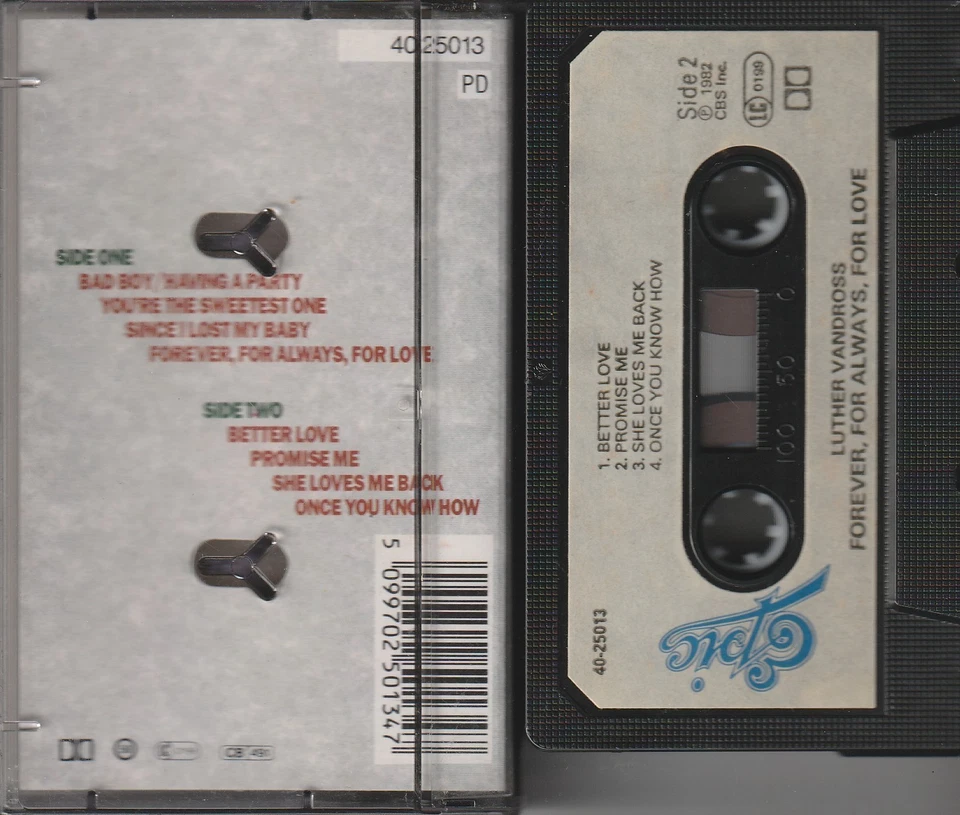 40 25013
PD
SIDE ONE
BAD BOY/HAVING A PARTY
YOU'RE THE SWEETEST ONE
SINCE I LOST MY BABY
FOREVER, FOR ALWAYS, FOR LOVE
SIDE TWO
BETTER LOVE
PROMISE ME
SHE LOVES ME BACK
ONCE YOU KNOW HOW
5 099702 501347
CB 491
Side 2
℗ 1982
CBS Inc.
LC 0199
1. BETTER LOVE
2. PROMISE ME
3. SHE LOVES ME BACK
4. ONCE YOU KNOW HOW
100 50 0
LUTHER VANDROSS
FOREVER, FOR ALWAYS, FOR LOVE
40-25013
Epic